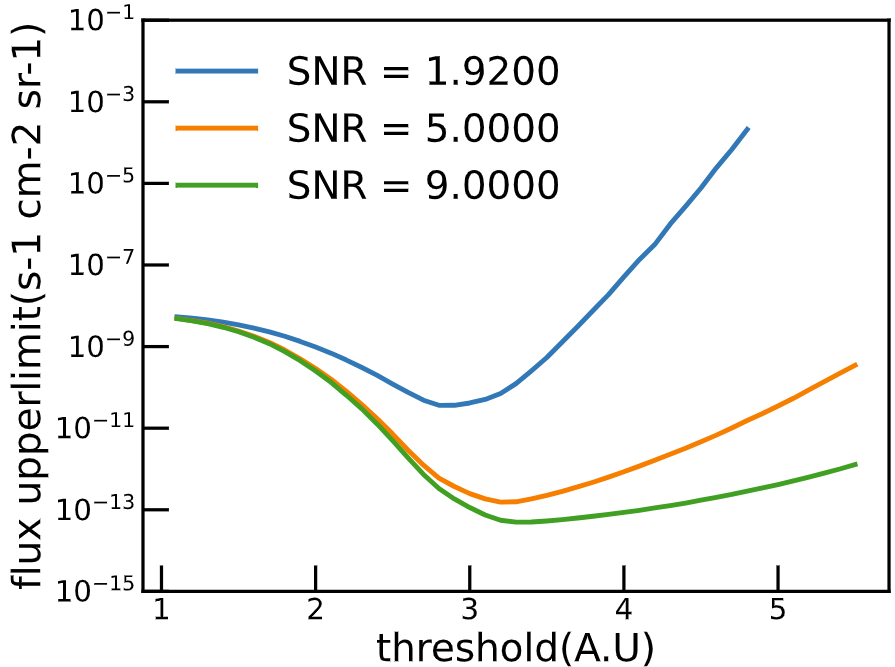 flux upperlimit(s-1 cm-2 sr-1)
10⁻¹
10⁻³
10⁻⁵
10⁻⁷
10⁻⁹
10⁻¹¹
10⁻¹³
10⁻¹⁵
SNR = 1.9200
SNR = 5.0000
SNR = 9.0000
1 2 3 4 5
threshold(A.U)